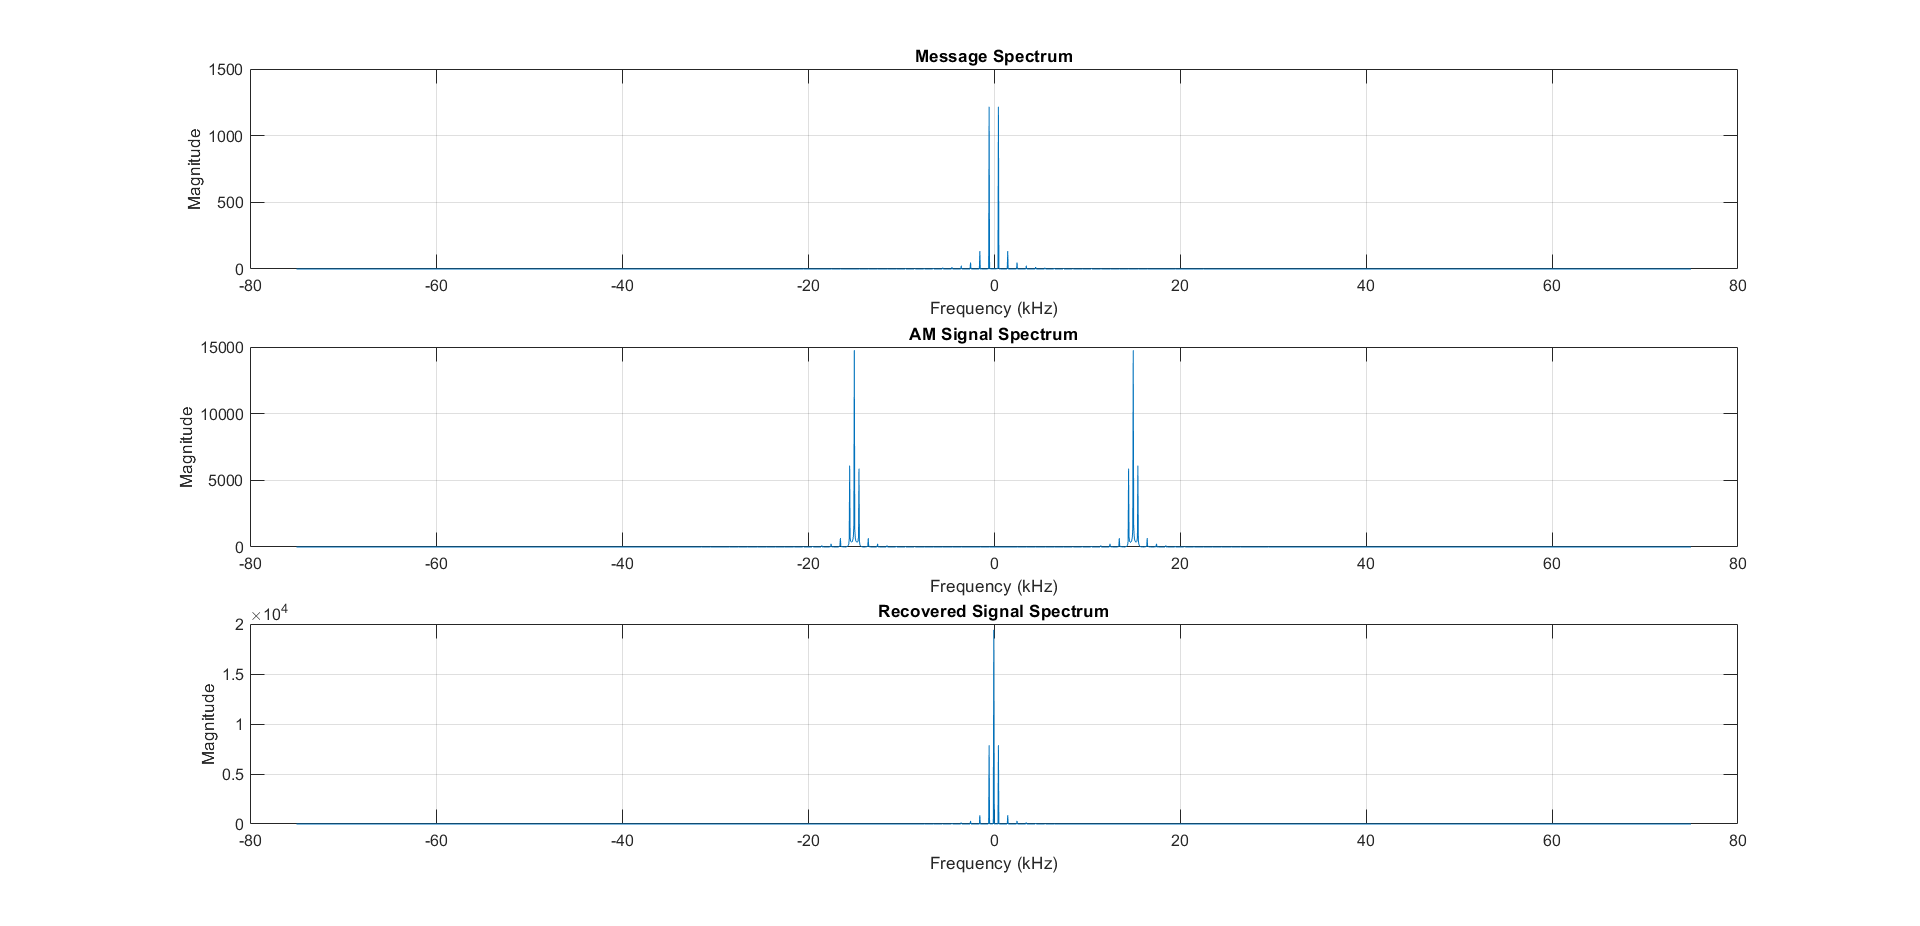 Message Spectrum
1500
1000
500
0
Magnitude
-80 -60 -40 -20 0 20 40 60 80
Frequency (kHz)
AM Signal Spectrum
15000
10000
5000
0
Magnitude
-80 -60 -40 -20 0 20 40 60 80
Frequency (kHz)
Recovered Signal Spectrum
×10⁴
2
1.5
1
0.5
0
Magnitude
-80 -60 -40 -20 0 20 40 60 80
Frequency (kHz)